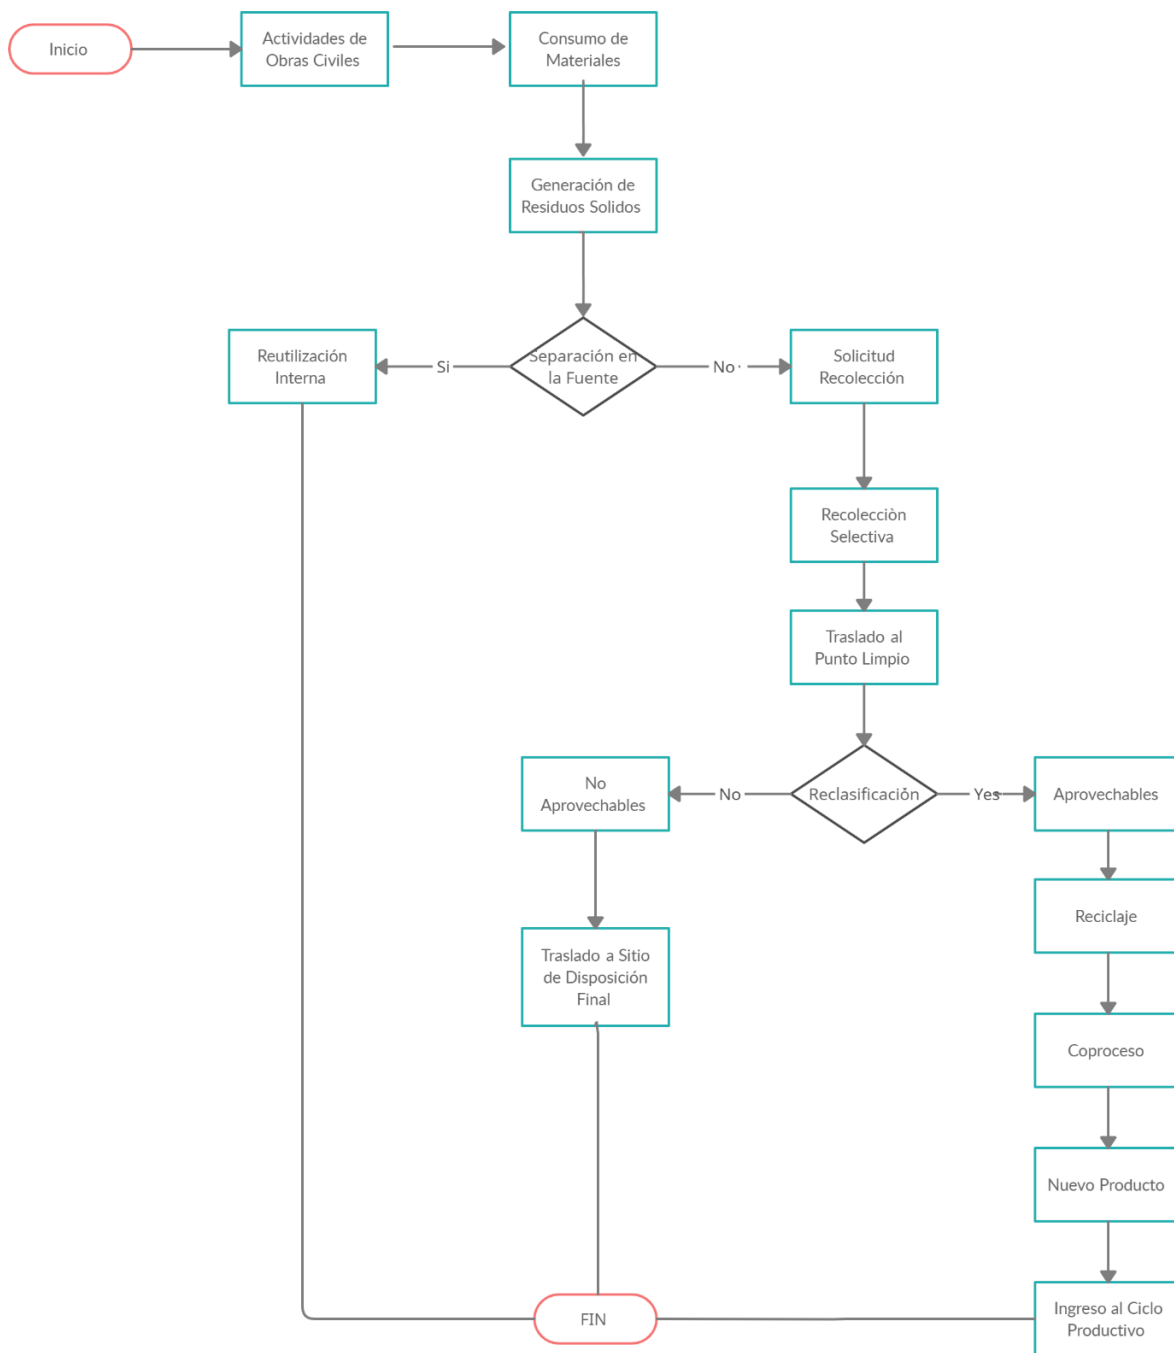 Inicio
Actividades de
Obras Civiles
Consumo de
Materiales
Generación de
Residuos Solidos
Separación en
la Fuente
Si
No
Reutilización
Interna
Solicitud
Recolección
Recolecciòn
Selectiva
Traslado al
Punto Limpio
Reclasificación
No
Yes
No
Aprovechables
Aprovechables
Traslado a Sitio
de Disposición
Final
Reciclaje
Coproceso
Nuevo Producto
Ingreso al Ciclo
Productivo
FIN